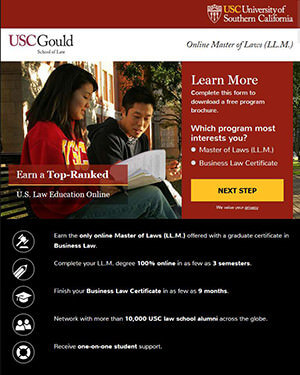 USC University of
Southern California
USC Gould
School of Law
Online Master of Laws (LL.M.)
Learn More
Complete this form to
download a free program
brochure.
Which program most
interests you?
Master of Laws (LL.M.)
Business Law Certificate
NEXT STEP
We value your privacy
USC
Earn a Top-Ranked
U.S. Law Education Online
Earn the only online Master of Laws (LL.M.) offered with a graduate certificate in
Business Law.
Complete your LL.M. degree 100% online in as few as 3 semesters.
Finish your Business Law Certificate in as few as 9 months.
Network with more than 10,000 USC law school alumni across the globe.
Receive one-on-one student support.